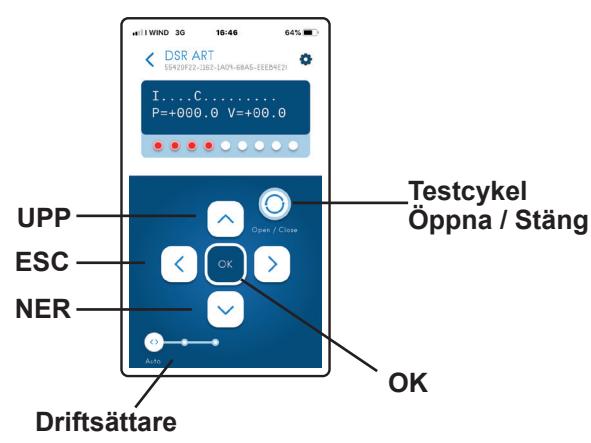 I WIND 3G 16:46 64%
DSR ART
55420F22-1162-1A09-68A5-EEEB4E21
I....C.........
P=+000.0 V=+00.0
Testcykel
Öppna / Stäng
UPP
Open / Close
ESC
OK
NER
Auto
OK
Driftsättare